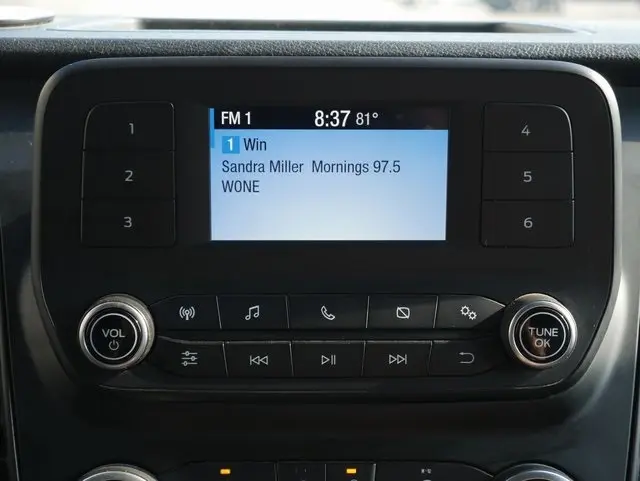 FM 1 8:37 81°
1 Win
Sandra Miller Mornings 97.5
WONE
1
2
3
4
5
6
VOL
TUNE
OK